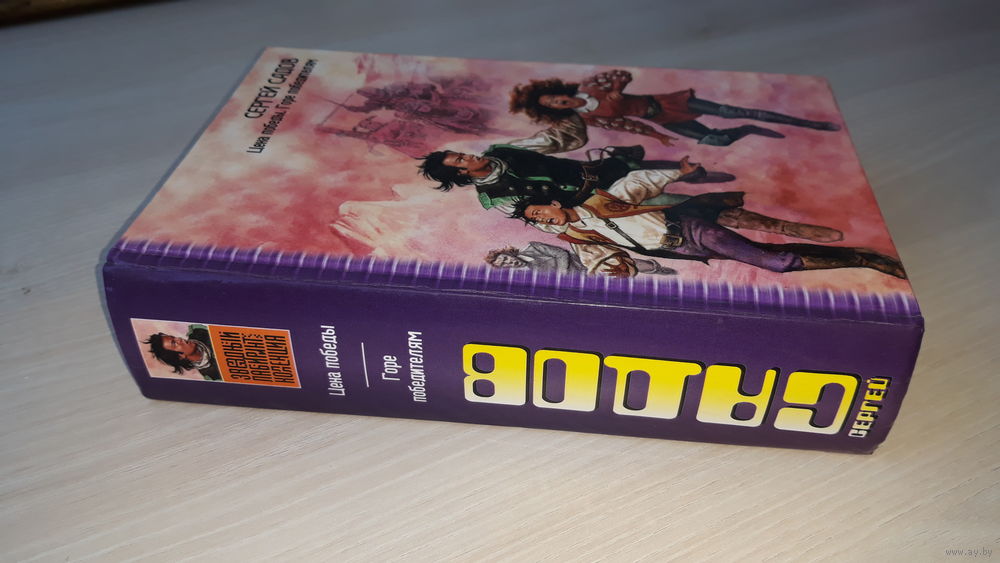 СЕРГЕЙ САДОВ
Цена победы. Горе победителям
ЗВЕЗДНЫЙ
ЛАБИРИНТ:
КОЛЛЕКЦИЯ
Цена победы
Горе
победителям
СЕРГЕЙ
САДОВ
www.ay.by